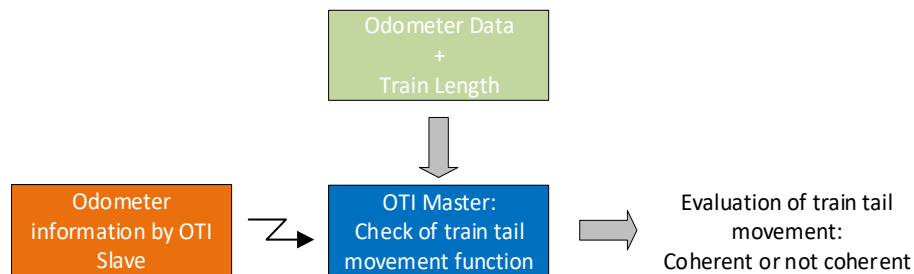 Odometer Data
+
Train Length
Odometer
information by OTI
Slave
OTI Master:
Check of train tail
movement function
Evaluation of train tail
movement:
Coherent or not coherent